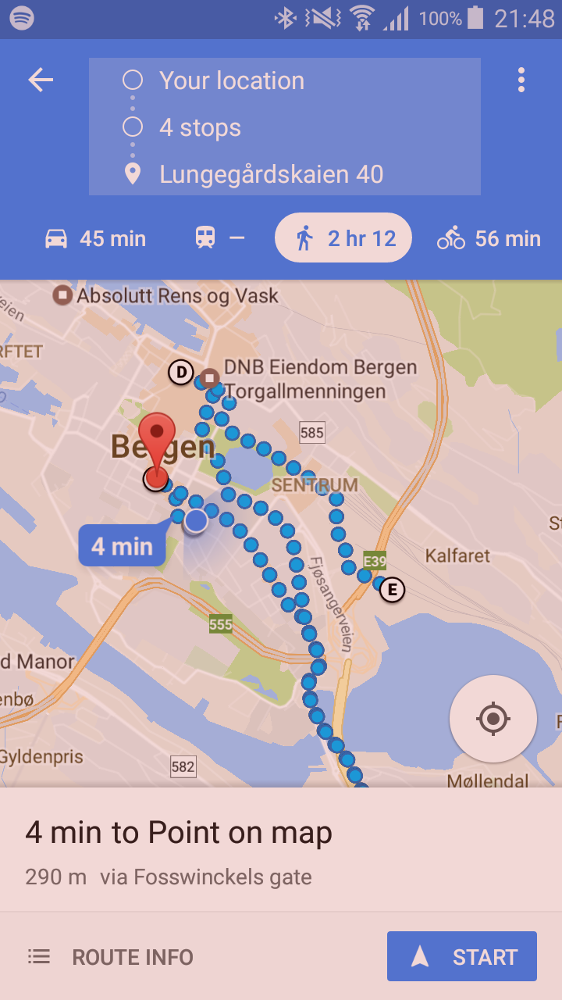 100% 21:48
Your location
4 stops
Lungegårdskaien 40
45 min — 2 hr 12 56 min
Absolutt Rens og Vask
eien
RFTET
D
DNB Eiendom Bergen
Torgallmenningen
585
Bergen
SENTRUM
4 min
E39
Kalfaret
St
E
Fjøsangerveien
555
d Manor
enbø
F
Gyldenpris
582
Møllendal
4 min to Point on map
290 m via Fosswinckels gate
ROUTE INFO
START